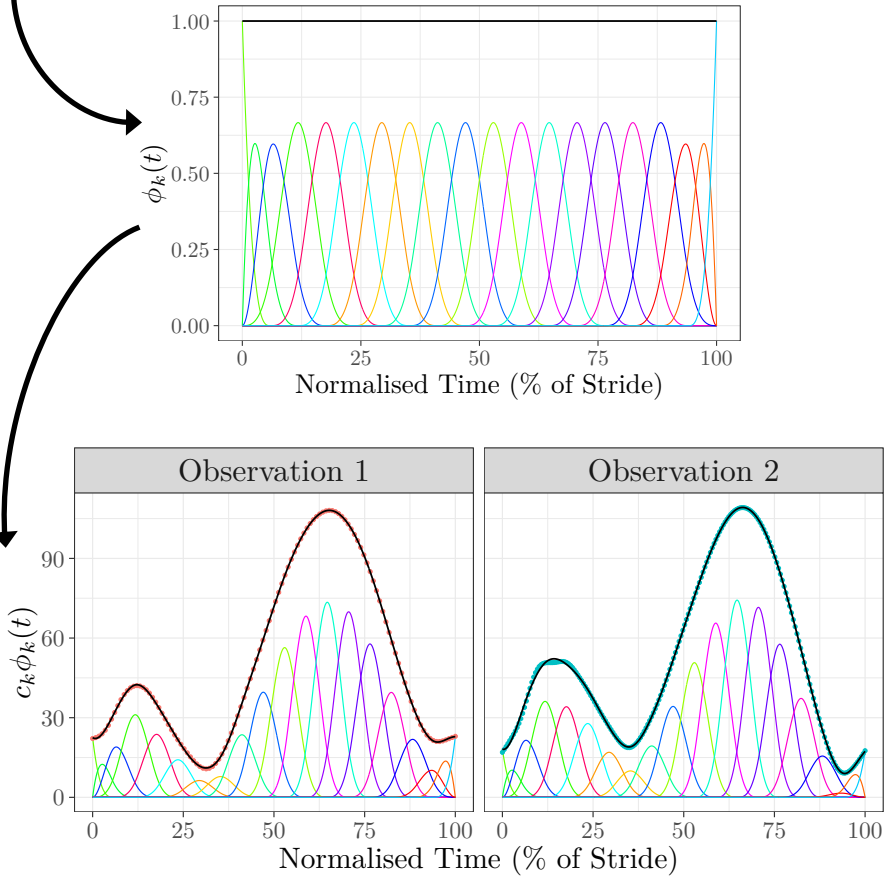 1.00
0.75
0.50
0.25
0.00
ϕₖ(t)
0 25 50 75 100
Normalised Time (% of Stride)
Observation 1 Observation 2
90
60
30
0
cₖϕₖ(t)
0 25 50 75 100 0 25 50 75 100
Normalised Time (% of Stride)